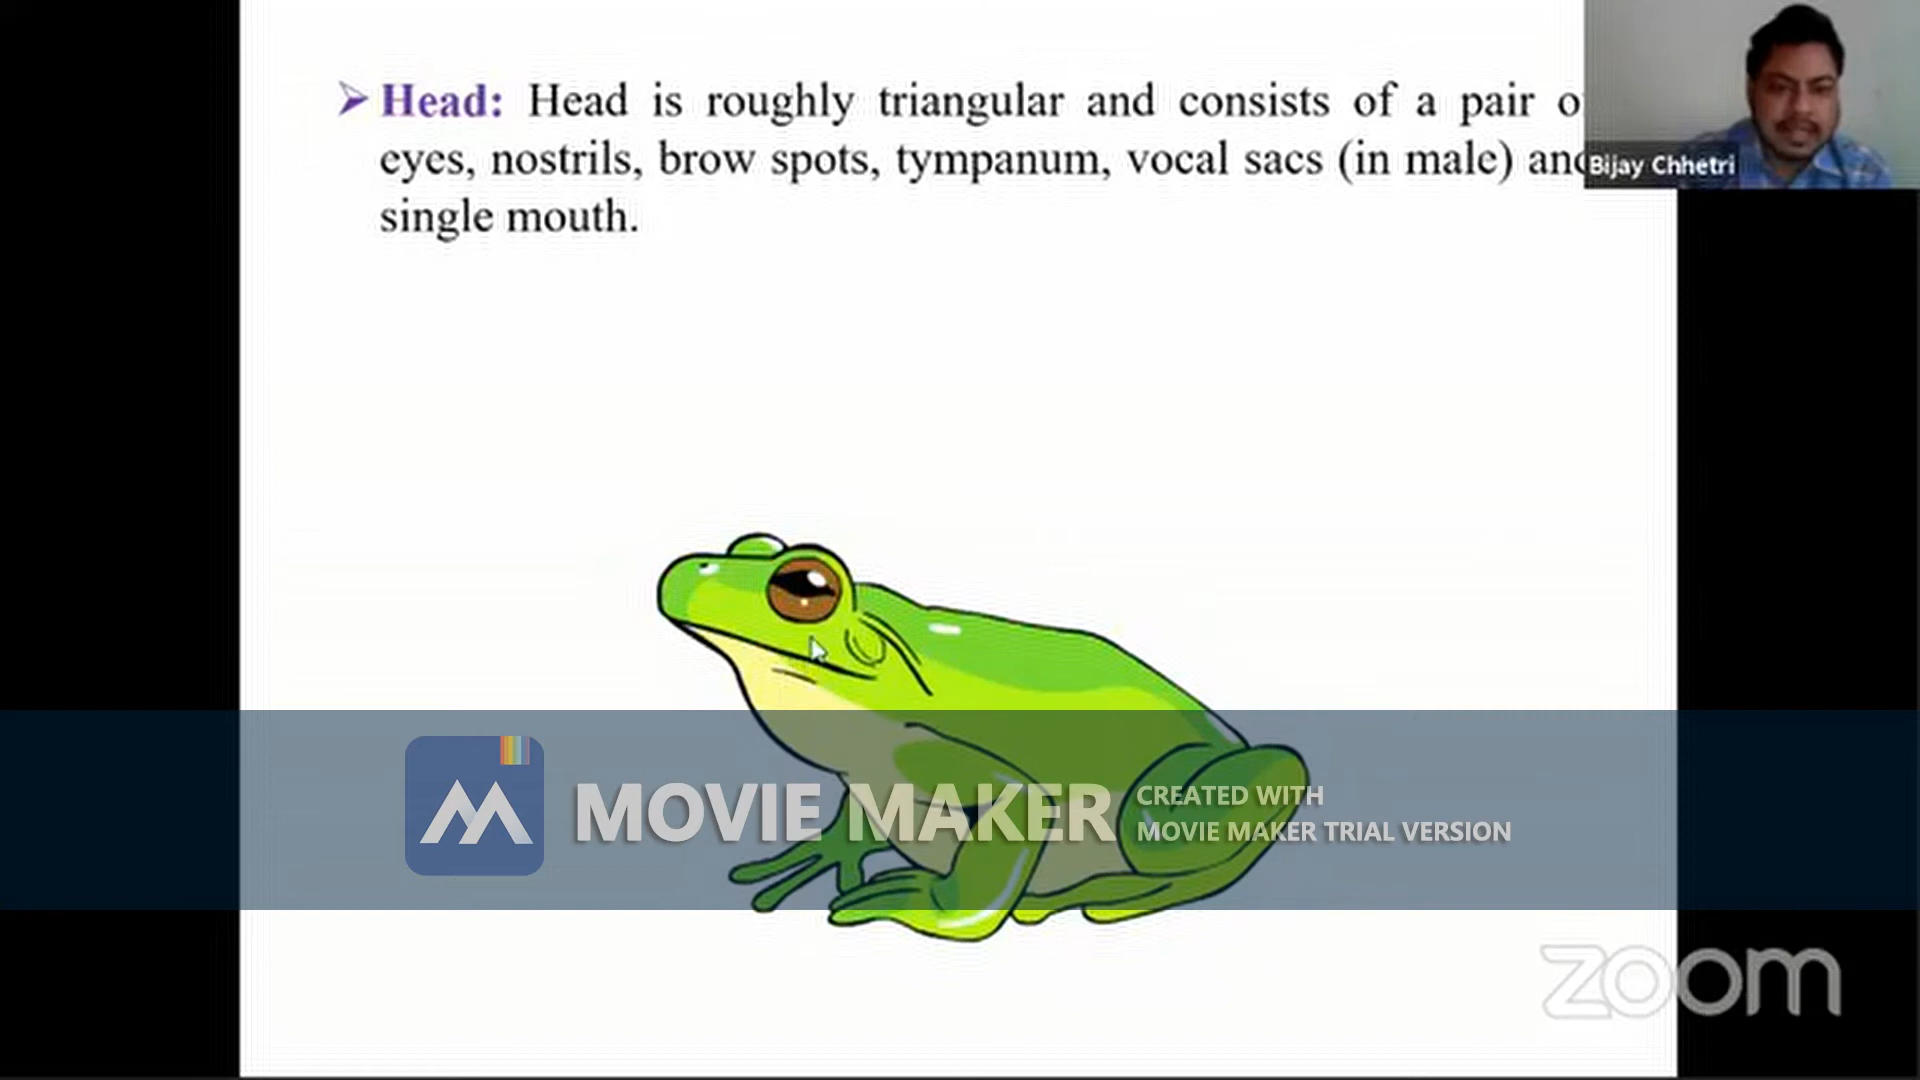 ➢ Head: Head is roughly triangular and consists of a pair
eyes, nostrils, brow spots, tympanum, vocal sacs (in male)
single mouth.
Bijay Chhetri
MOVIE MAKER
CREATED WITH
MOVIE MAKER TRIAL VERSION
zoom